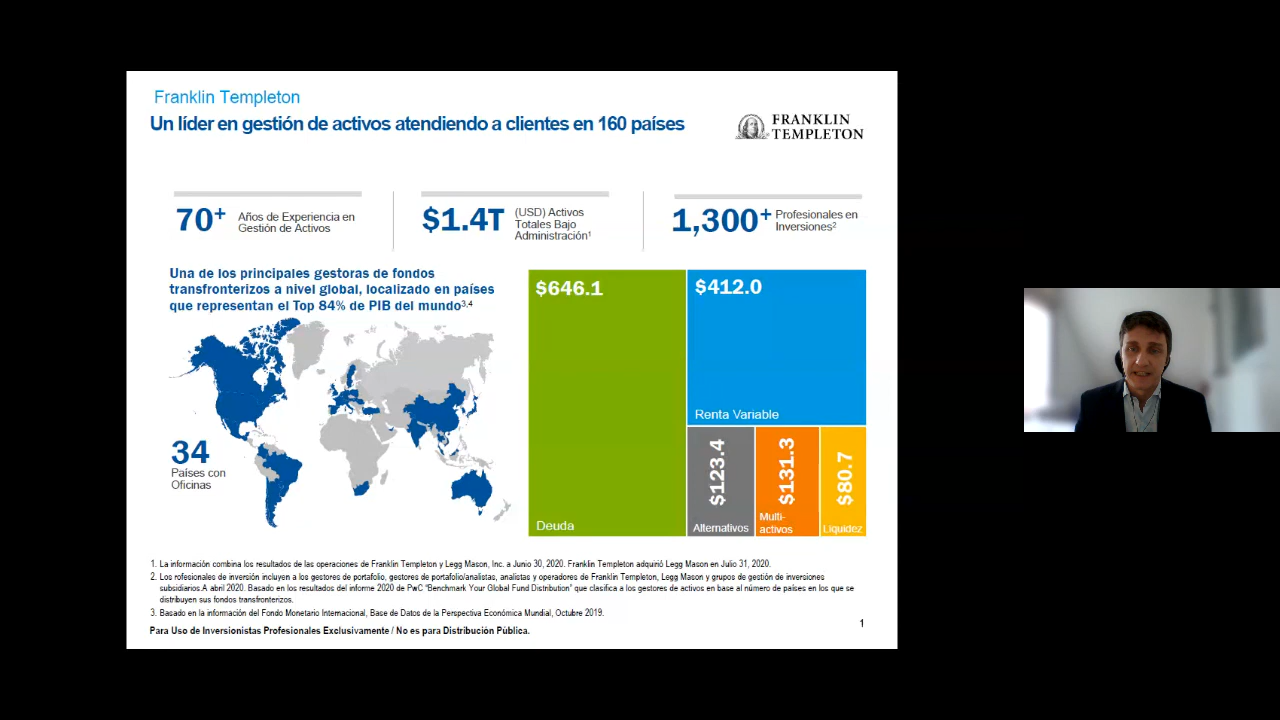 Franklin Templeton
Un líder en gestión de activos atendiendo a clientes en 160 países
FRANKLIN
TEMPLETON
70+
Años de Experiencia en
Gestión de Activos
$1.4T
(USD) Activos
Totales Bajo
Administración1
1,300+
Profesionales en
Inversiones2
Una de los principales gestoras de fondos
transfronterizos a nivel global, localizado en países
que representan el Top 84% de PIB del mundo3,4
34
Países con
Oficinas
$646.1
Deuda
$412.0
Renta Variable
$123.4
Alternativos
$131.3
Multi-
activos
$80.7
Liquidez
1. La información combina los resultados de las operaciones de Franklin Templeton y Legg Mason, Inc. a Junio 30, 2020. Franklin Templeton adquirió Legg Mason en Julio 31, 2020.
2. Los rofesionales de inversión incluyen a los gestores de portafolio, gestores de portafolio/analistas, analistas y operadores de Franklin Templeton, Legg Mason y grupos de gestión de inversiones
subsidiarios.A abril 2020. Basado en los resultados del informe 2020 de PwC "Benchmark Your Global Fund Distribution" que clasifica a los gestores de activos en base al número de países en los que se
distribuyen sus fondos transfronterizos.
3. Basado en la información del Fondo Monetario Internacional, Base de Datos de la Perspectiva Económica Mundial, Octubre 2019.
Para Uso de Inversionistas Profesionales Exclusivamente / No es para Distribución Pública.
1